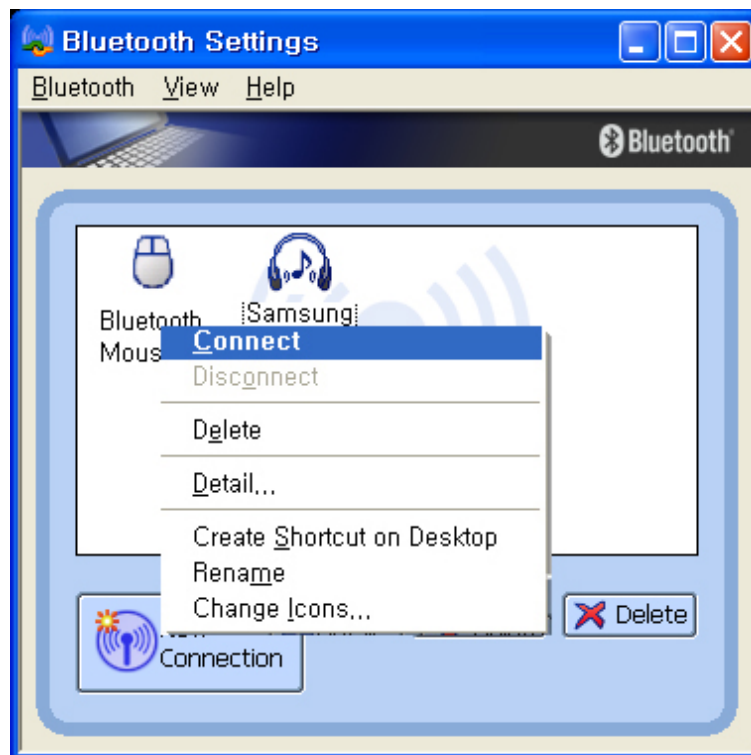 Bluetooth Settings
Bluetooth View Help
Bluetooth
Bluetooth
Samsung
Mous
Connect
Disconnect
Delete
Detail...
Create Shortcut on Desktop
Rename
Change Icons...
Connection
Delete